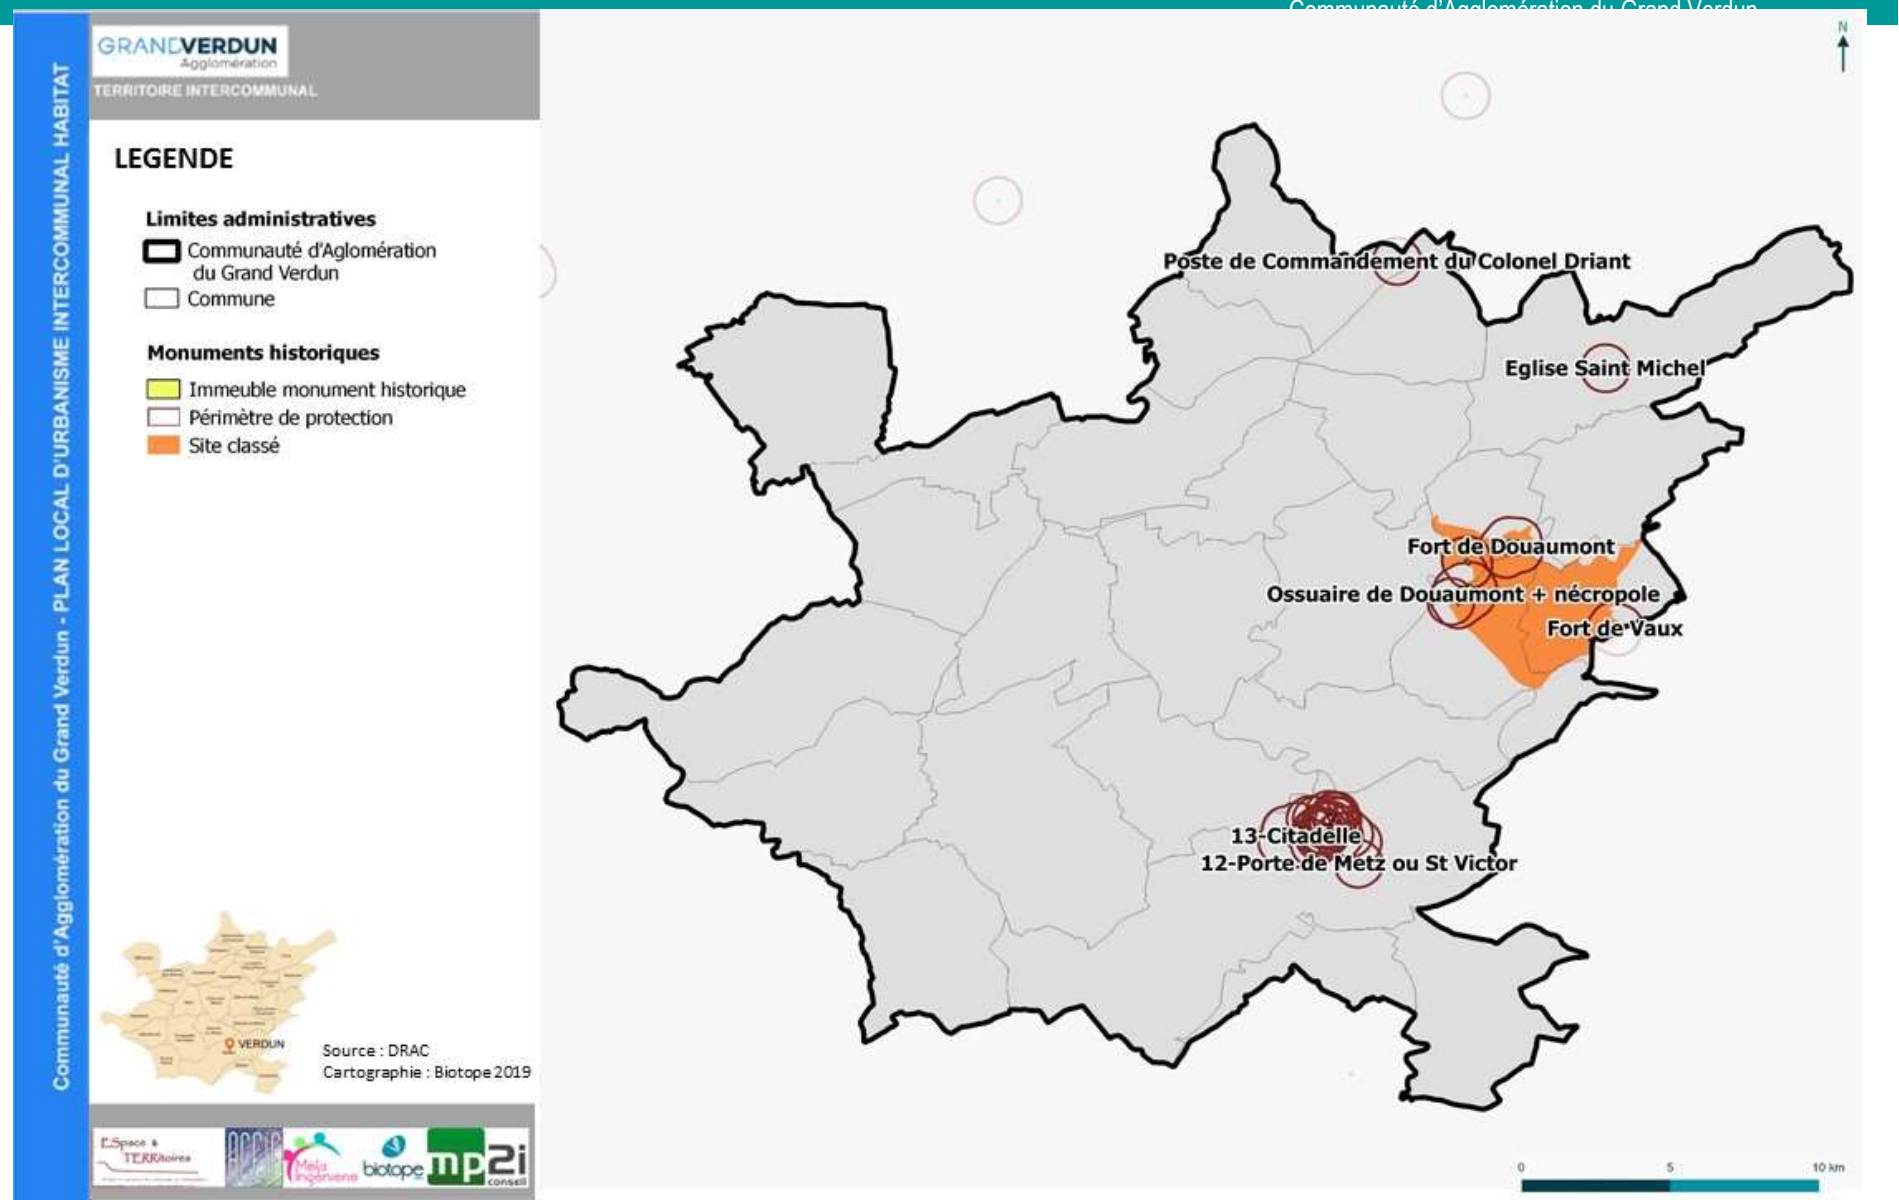 Communauté d'Agglomération du Grand Verdun
Communauté d'Agglomération du Grand Verdun - PLAN LOCAL D'URBANISME INTERCOMMUNAL HABITAT
GRANDVERDUN
Agglomération
TERRITOIRE INTERCOMMUNAL
LEGENDE
Limites administratives
Communauté d'Aglomération
du Grand Verdun
Commune
Monuments historiques
Immeuble monument historique
Périmètre de protection
Site classé
VERDUN
Source : DRAC
Cartographie : Biotope 2019
ESpace &
TERRitoires
Méta
ingénierie
biotope
mp2i
conseil
N
Poste de Commandement du Colonel Driant
Eglise Saint Michel
Fort de Douaumont
Ossuaire de Douaumont + nécropole
Fort de Vaux
13-Citadelle
12-Porte de Metz ou St Victor
0 5 10 km